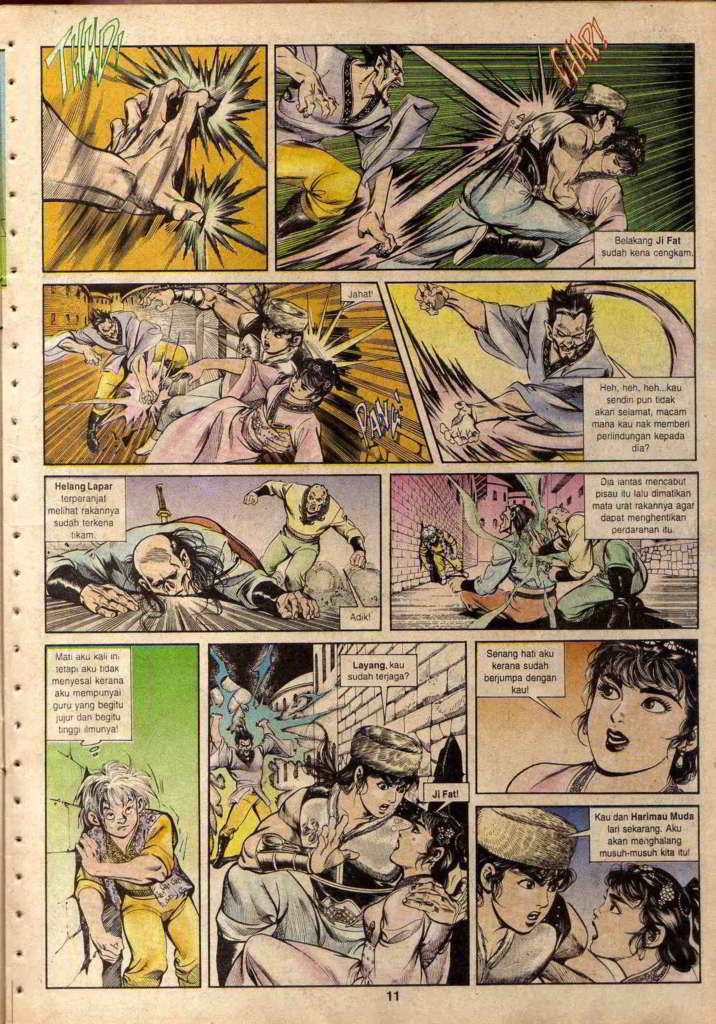 THUD!
CHAP!
Belakang Ji Fat
sudah kena cengkam.
Jahat!
PANG!
Heh, heh, heh...kau
sendiri pun tidak
akan selamat, macam
mana kau nak memberi
perlindungan kepada
dia?
Helang Lapar
terperanjat
melihat rakannya
sudah terkena
tikam.
Adik!
Dia lantas mencabut
pisau itu lalu dimatikan
mata urat rakannya agar
dapat menghentikan
perdarahan itu.
Mati aku kali ini
tetapi aku tidak
menyesal kerana
aku mempunyai
guru yang begitu
jujur dan begitu
tinggi ilmunya!
Layang, kau
sudah terjaga?
Ji Fat!
Senang hati aku
kerana sudah
berjumpa dengan
kau!
Kau dan Harimau Muda
lari sekarang. Aku
akan menghalang
musuh-musuh kita itu!
11